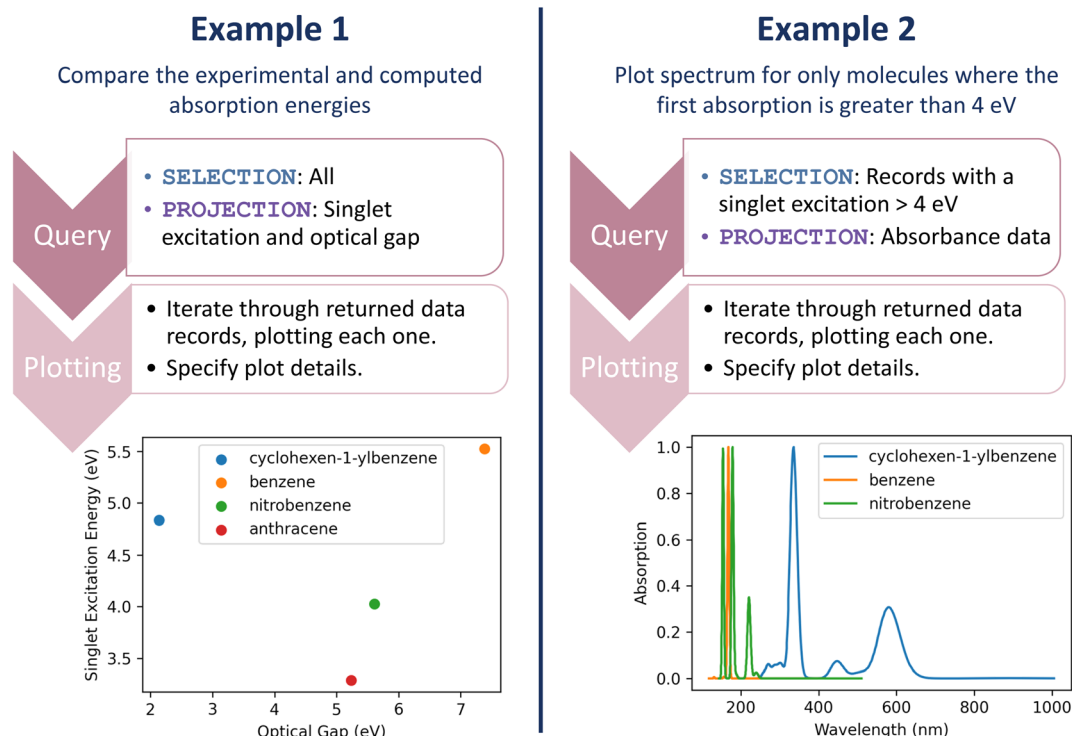 Example 1
Compare the experimental and computed
absorption energies
Query
• SELECTION: All
• PROJECTION: Singlet
excitation and optical gap
Plotting
• Iterate through returned data
records, plotting each one.
• Specify plot details.
Singlet Excitation Energy (eV)
5.5
5.0
4.5
4.0
3.5
cyclohexen-1-ylbenzene
benzene
nitrobenzene
anthracene
2 3 4 5 6 7
Optical Gap (eV)
Example 2
Plot spectrum for only molecules where the
first absorption is greater than 4 eV
Query
• SELECTION: Records with a
singlet excitation > 4 eV
• PROJECTION: Absorbance data
Plotting
• Iterate through returned data
records, plotting each one.
• Specify plot details.
Absorption
1.0
0.8
0.6
0.4
0.2
0.0
cyclohexen-1-ylbenzene
benzene
nitrobenzene
200 400 600 800 1000
Wavelength (nm)